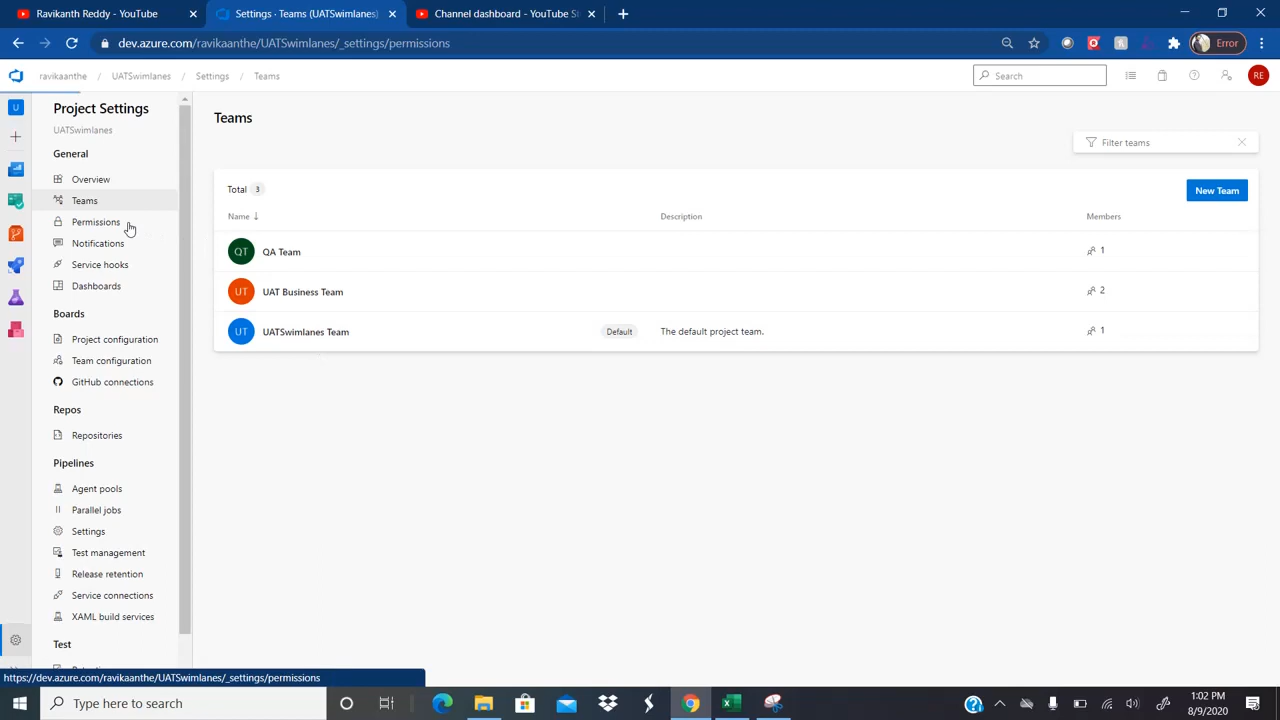 Ravikanth Reddy - YouTube
Settings · Teams (UATSwimlanes)
Channel dashboard - YouTube St
dev.azure.com/ravikaanthe/UATSwimlanes/_settings/permissions
Error
ravikaanthe / UATSwimlanes / Settings / Teams
Search
RE
U
Project Settings
UATSwimlanes
General
Overview
Teams
Permissions
Notifications
Service hooks
Dashboards
Boards
Project configuration
Team configuration
GitHub connections
Repos
Repositories
Pipelines
Agent pools
Parallel jobs
Settings
Test management
Release retention
Service connections
XAML build services
Test
Teams
Filter teams
Total 3
New Team
Name Description Members
QT QA Team 1
UT UAT Business Team 2
UT UATSwimlanes Team Default The default project team. 1
https://dev.azure.com/ravikaanthe/UATSwimlanes/_settings/permissions
Type here to search
1:02 PM
8/9/2020